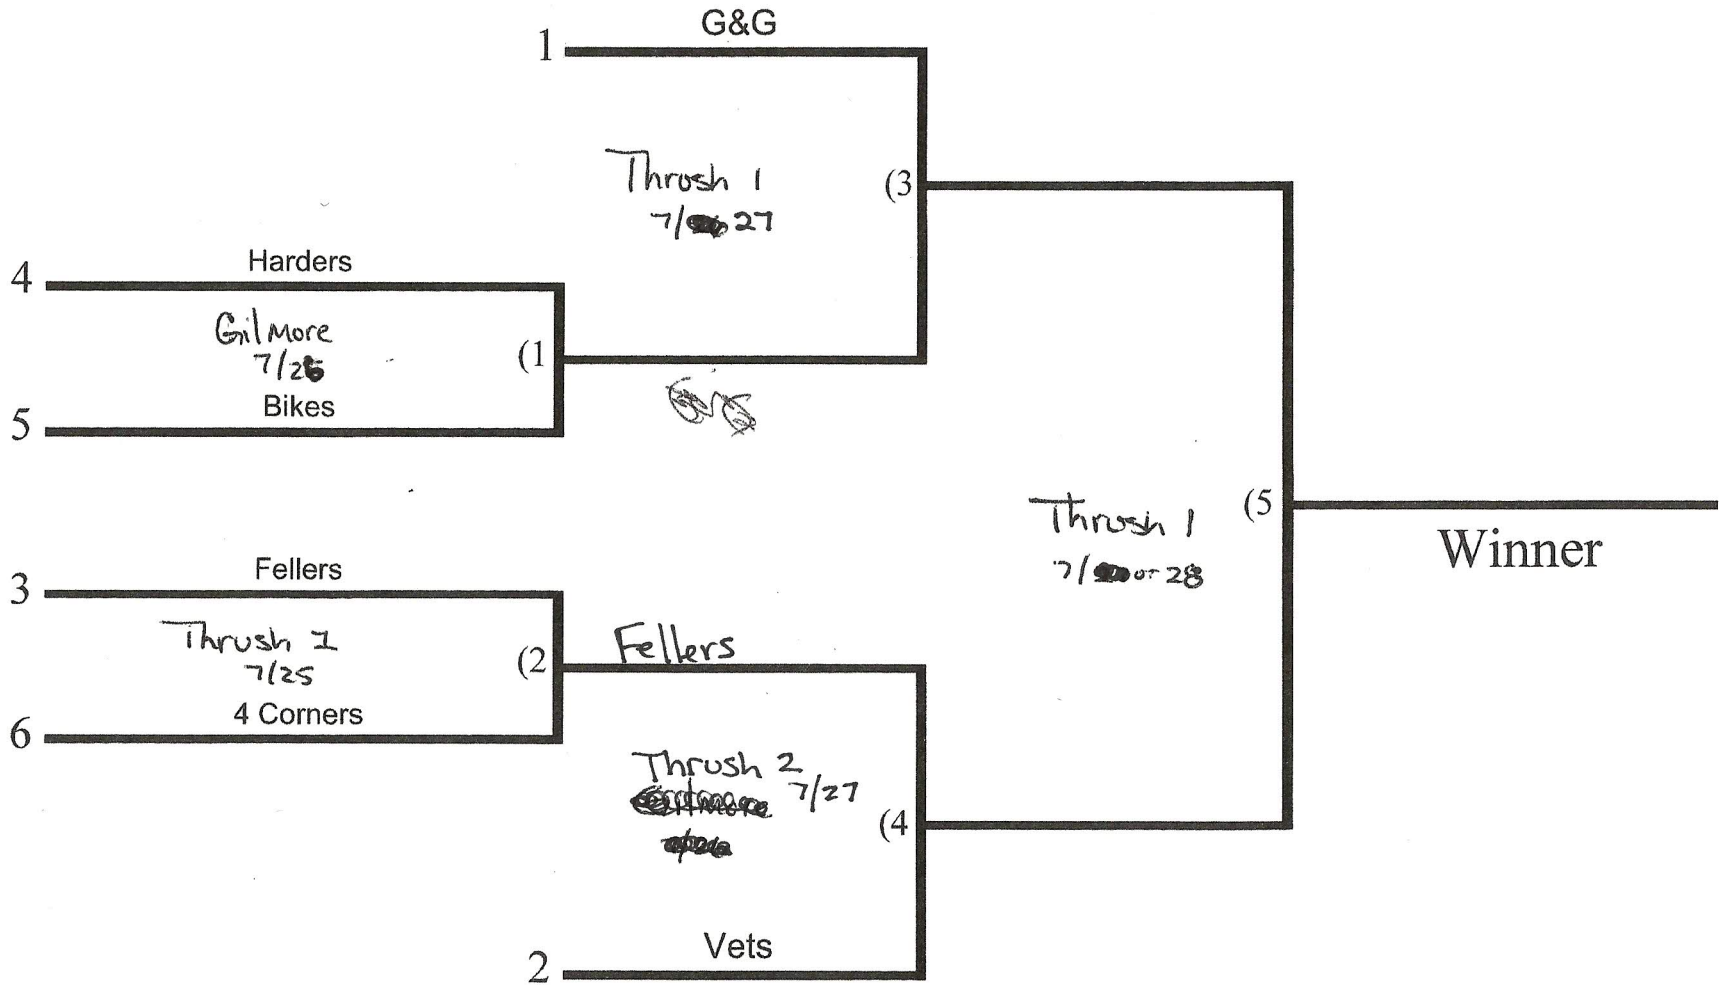 G&G
1
Thrush 1
(3
7/ 27
Harders
4
Gilmore
(1
7/26
Bikes
5
Thrush 1
(5
Winner
7/ or 28
Fellers
3
Thrush 1
(2
Fellers
7/25
4 Corners
6
Thrush 2
7/27
(4
Vets
2